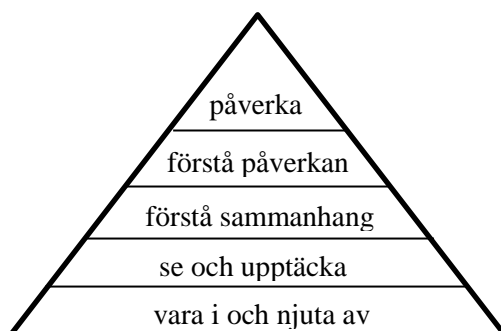 påverka
förstå påverkan
förstå sammanhang
se och upptäcka
vara i och njuta av